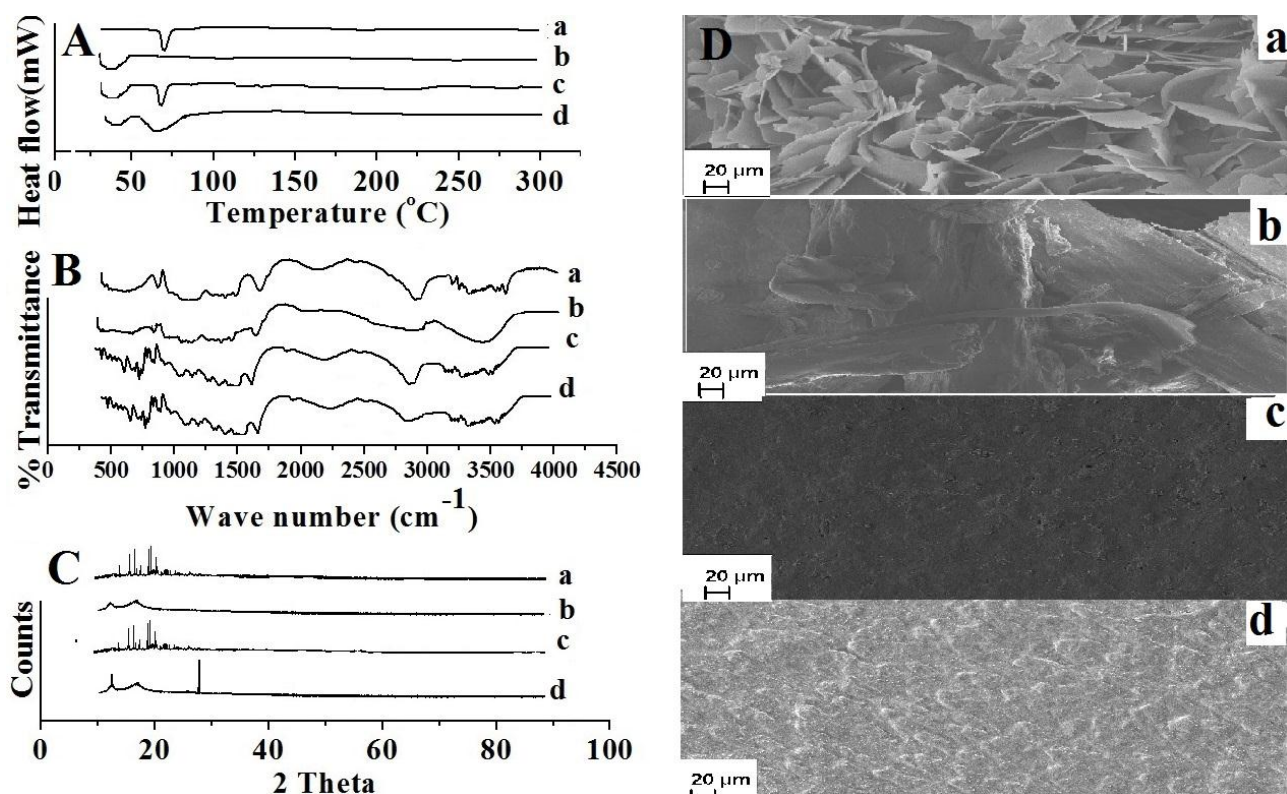 A
a
b
c
d
Heat flow(mW)
0 50 100 150 200 250 300
Temperature (°C)
B
a
b
c
d
% Transmittance
0 500 1000 1500 2000 2500 3000 3500 4000 4500
Wave number (cm-1)
C
a
b
c
d
Counts
0 20 40 60 80 100
2 Theta
D
a
20 µm
b
20 µm
c
20 µm
d
20 µm